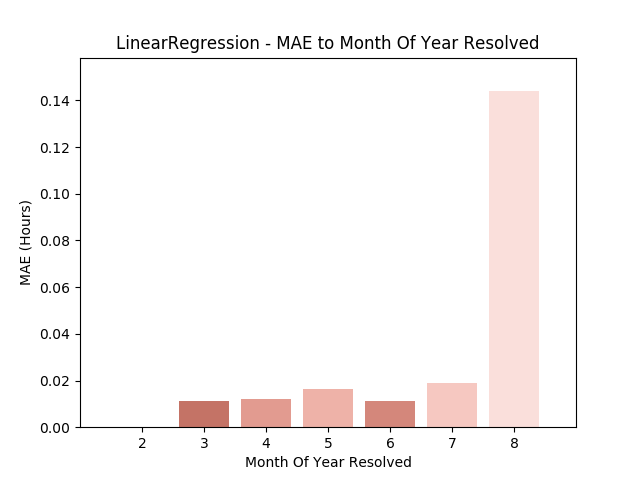 LinearRegression - MAE to Month Of Year Resolved
0.14
0.12
0.10
0.08
0.06
0.04
0.02
0.00
MAE (Hours)
2 3 4 5 6 7 8
Month Of Year Resolved